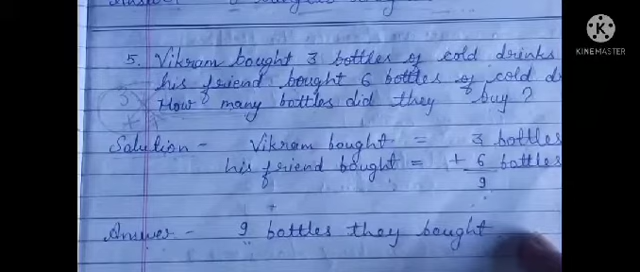 K
KINEMASTER
5. Vikram bought 3 bottles of cold drinks
his friend bought 6 bottles of cold d
How many bottles did they buy ?
Solution - Vikram bought = 3 bottles
his friend bought = + 6 bottles
9
Answer - 9 bottles they bought